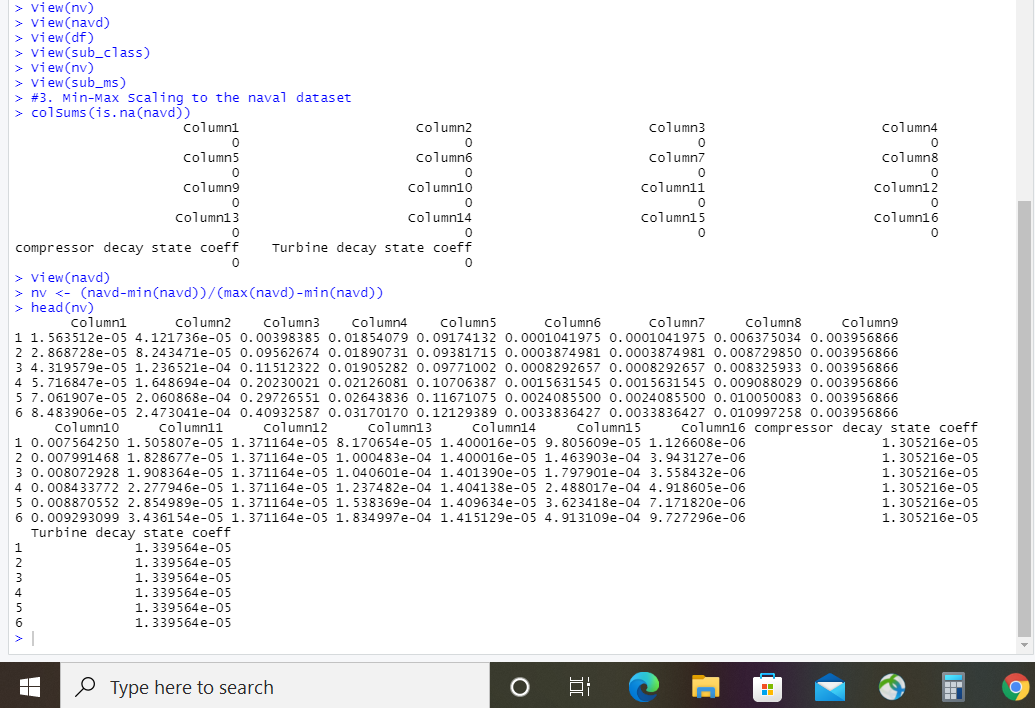 > View(nv)
> View(navd)
> View(df)
> View(sub_class)
> View(nv)
> View(sub_ms)
> #3. Min-Max Scaling to the naval dataset
> colSums(is.na(navd))
Column1 Column2 Column3 Column4
0 0 0 0
Column5 Column6 Column7 Column8
0 0 0 0
Column9 Column10 Column11 Column12
0 0 0 0
Column13 Column14 Column15 Column16
0 0 0 0
compressor decay state coeff Turbine decay state coeff
0 0
> View(navd)
> nv <- (navd-min(navd))/(max(navd)-min(navd))
> head(nv)
Column1 Column2 Column3 Column4 Column5 Column6 Column7 Column8 Column9
1 1.563512e-05 4.121736e-05 0.00398385 0.01854079 0.09174132 0.0001041975 0.0001041975 0.006375034 0.003956866
2 2.868728e-05 8.243471e-05 0.09562674 0.01890731 0.09381715 0.0003874981 0.0003874981 0.008729850 0.003956866
3 4.319579e-05 1.236521e-04 0.11512322 0.01905282 0.09771002 0.0008292657 0.0008292657 0.008325933 0.003956866
4 5.716847e-05 1.648694e-04 0.20230021 0.02126081 0.10706387 0.0015631545 0.0015631545 0.009088029 0.003956866
5 7.061907e-05 2.060868e-04 0.29726551 0.02643836 0.11671075 0.0024085500 0.0024085500 0.010050083 0.003956866
6 8.483906e-05 2.473041e-04 0.40932587 0.03170170 0.12129389 0.0033836427 0.0033836427 0.010997258 0.003956866
Column10 Column11 Column12 Column13 Column14 Column15 Column16 compressor decay state coeff
1 0.007564250 1.505807e-05 1.371164e-05 8.170654e-05 1.400016e-05 9.805609e-05 1.126608e-06 1.305216e-05
2 0.007991468 1.828677e-05 1.371164e-05 1.000483e-04 1.400016e-05 1.463903e-04 3.943127e-06 1.305216e-05
3 0.008072928 1.908364e-05 1.371164e-05 1.040601e-04 1.401390e-05 1.797901e-04 3.558432e-06 1.305216e-05
4 0.008433772 2.277946e-05 1.371164e-05 1.237482e-04 1.404138e-05 2.488017e-04 4.918605e-06 1.305216e-05
5 0.008870552 2.854989e-05 1.371164e-05 1.538369e-04 1.409634e-05 3.623418e-04 7.171820e-06 1.305216e-05
6 0.009293099 3.436154e-05 1.371164e-05 1.834997e-04 1.415129e-05 4.913109e-04 9.727296e-06 1.305216e-05
Turbine decay state coeff
1 1.339564e-05
2 1.339564e-05
3 1.339564e-05
4 1.339564e-05
5 1.339564e-05
6 1.339564e-05
>
Type here to search